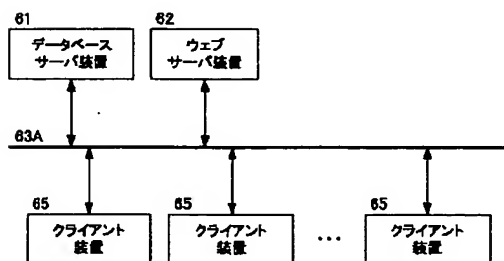 61
データベース
サーバ装置
62
ウェブ
サーバ装置
63A
65
クライアント
装置
65
クライアント
装置
...
65
クライアント
装置